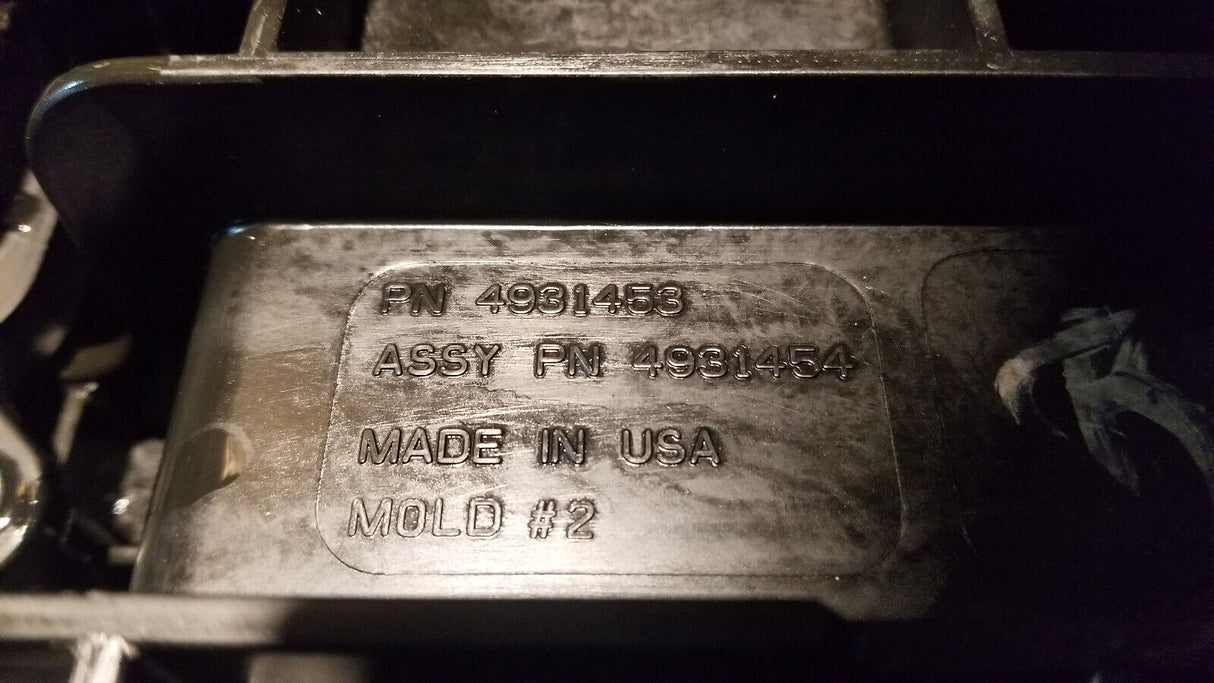 PN 4931453
ASSY PN 4931454
MADE IN USA
MOLD #2